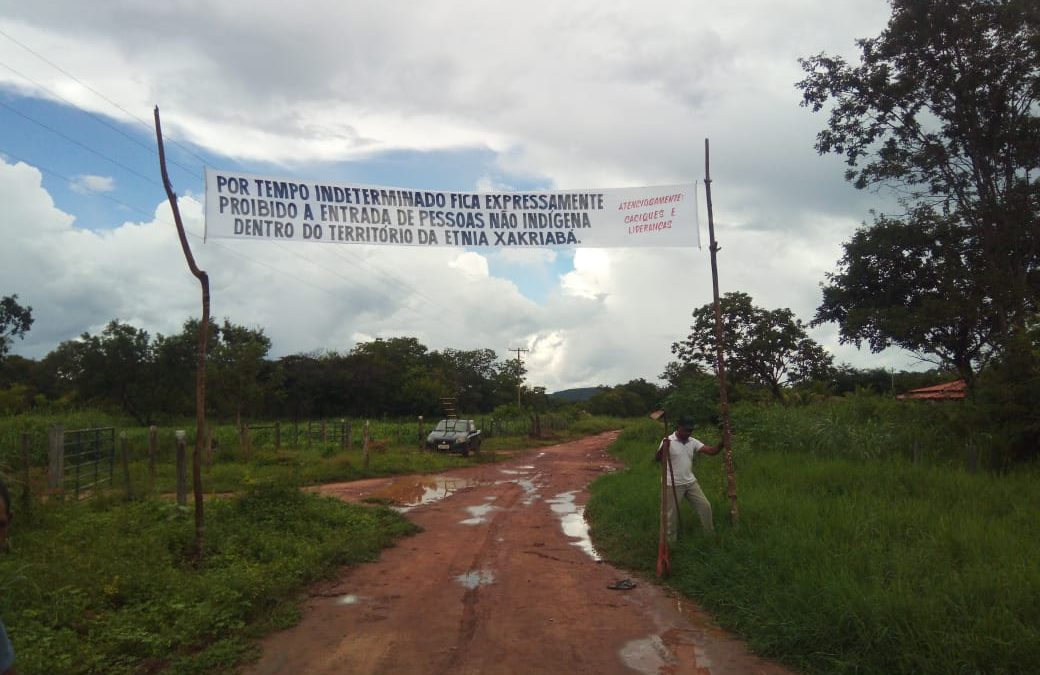 POR TEMPO INDETERMINADO FICA EXPRESSAMENTE
PROIBIDO A ENTRADA DE PESSOAS NÃO INDÍGENA
DENTRO DO TERRITÓRIO DA ETNIA XAKRIABÁ.
ATENCIOGAMENTE:
CACIQUES E
LIDERANÇAS